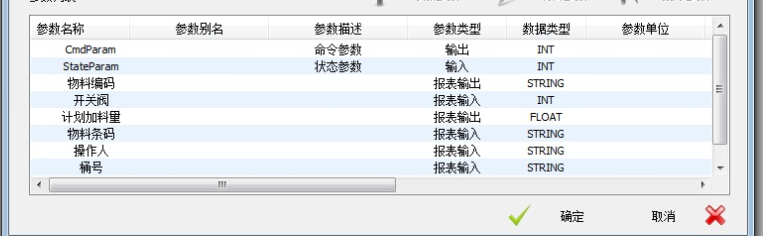 参数名称 参数别名 参数描述 参数类型 数据类型 参数单位
CmdParam 命令参数 输出 INT
StateParam 状态参数 输入 INT
物料编码 报表输出 STRING
开关阀 报表输入 INT
计划加料量 报表输出 FLOAT
物料条码 报表输入 STRING
操作人 报表输入 STRING
桶号 报表输入 STRING
确定 取消